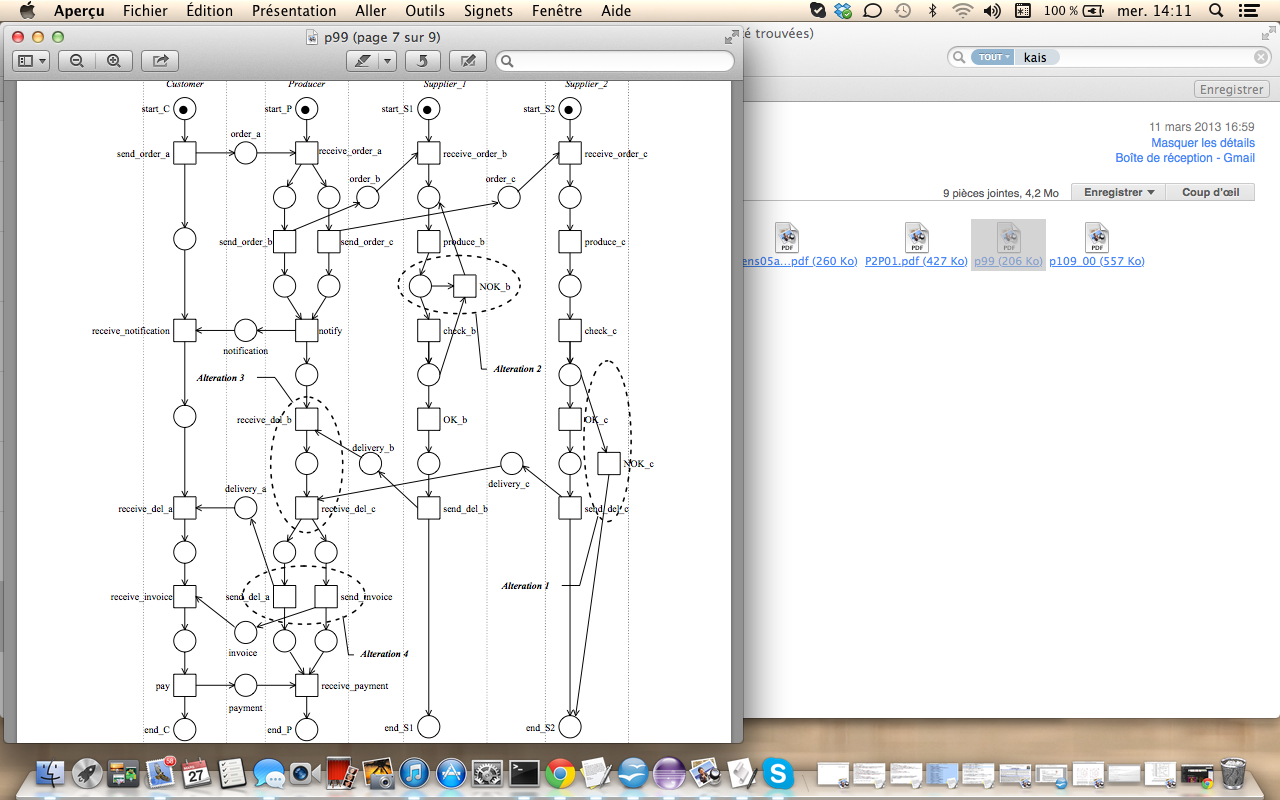 Aperçu Fichier Édition Présentation Aller Outils Signets Fenêtre Aide 100 % mer. 14:11
p99 (page 7 sur 9)
é trouvées)
TOUT kais
Enregistrer
11 mars 2013 16:59
Masquer les détails
Boîte de réception - Gmail
9 pièces jointes, 4,2 Mo Enregistrer Coup d'œil
PDF PDF PDF PDF
ens05a...pdf (260 Ko) P2P01.pdf (427 Ko) p99 (206 Ko) p109_00 (557 Ko)
Customer Producer Supplier_1 Supplier_2
start_C start_P start_S1 start_S2
order_a
send_order_a receive_order_a receive_order_b receive_order_c
order_b order_c
send_order_b send_order_c produce_b produce_c
NOK_b
receive_notification notify check_b check_c
notification
Alteration 2
Alteration 3
receive_del_b OK_b OK_c
delivery_b
NOK_c
delivery_a delivery_c
receive_del_a receive_del_c send_del_b send_del_c
Alteration 1
receive_invoice send_del_a send_invoice
invoice
Alteration 4
pay receive_payment
payment
end_C end_P end_S1 end_S2
58
27